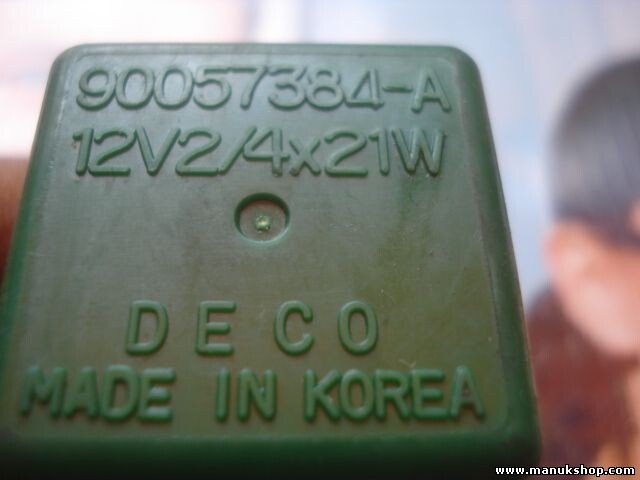 90057384-A
12V2/4x21W
DECO
MADE IN KOREA
www.manukshop.com